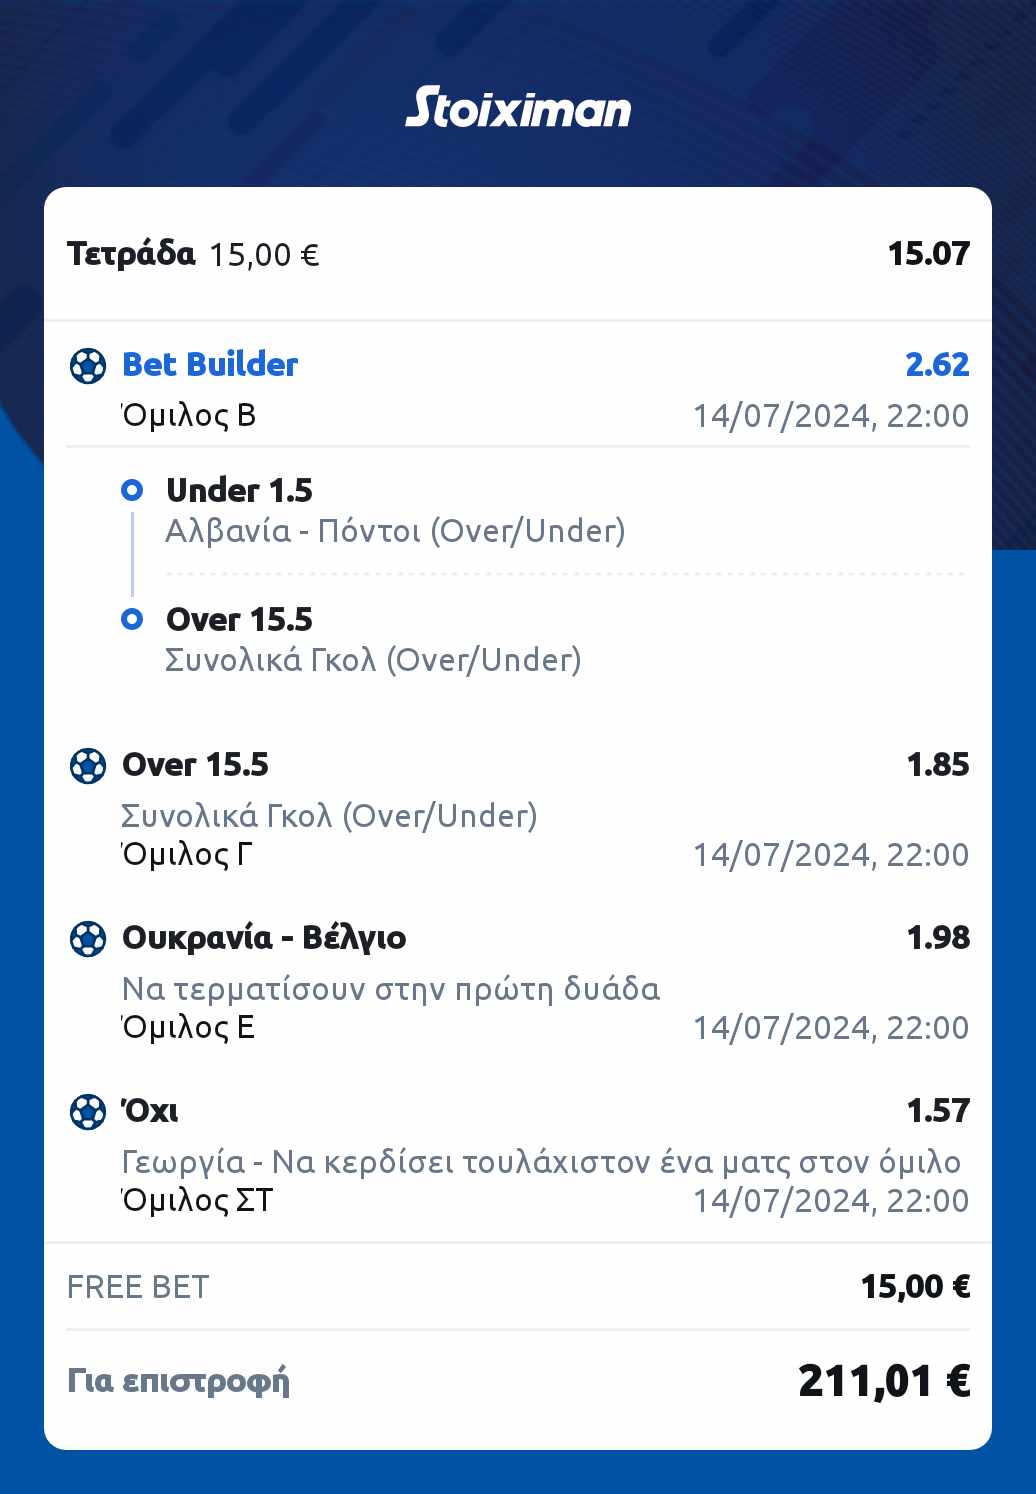 Stoiximan
Τετράδα 15,00 € 15.07
Bet Builder 2.62
Όμιλος Β 14/07/2024, 22:00
Under 1.5
Αλβανία - Πόντοι (Over/Under)
Over 15.5
Συνολικά Γκολ (Over/Under)
Over 15.5 1.85
Συνολικά Γκολ (Over/Under)
Όμιλος Γ 14/07/2024, 22:00
Ουκρανία - Βέλγιο 1.98
Να τερματίσουν στην πρώτη δυάδα
Όμιλος Ε 14/07/2024, 22:00
Όχι 1.57
Γεωργία - Να κερδίσει τουλάχιστον ένα ματς στον όμιλο
Όμιλος ΣΤ 14/07/2024, 22:00
FREE BET 15,00 €
Για επιστροφή 211,01 €